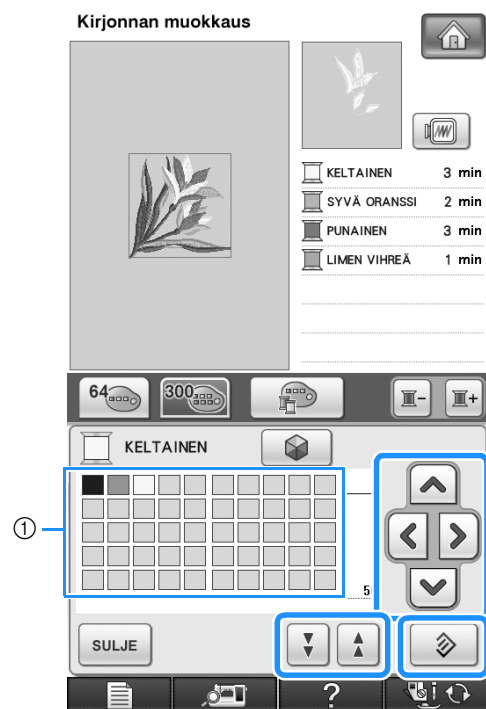 Kirjonnan muokkaus
KELTAINEN 3 min
SYVÄ ORANSSI 2 min
PUNAINEN 3 min
LIMEN VIHREÄ 1 min
64 300
KELTAINEN
①
5
SULJE
?